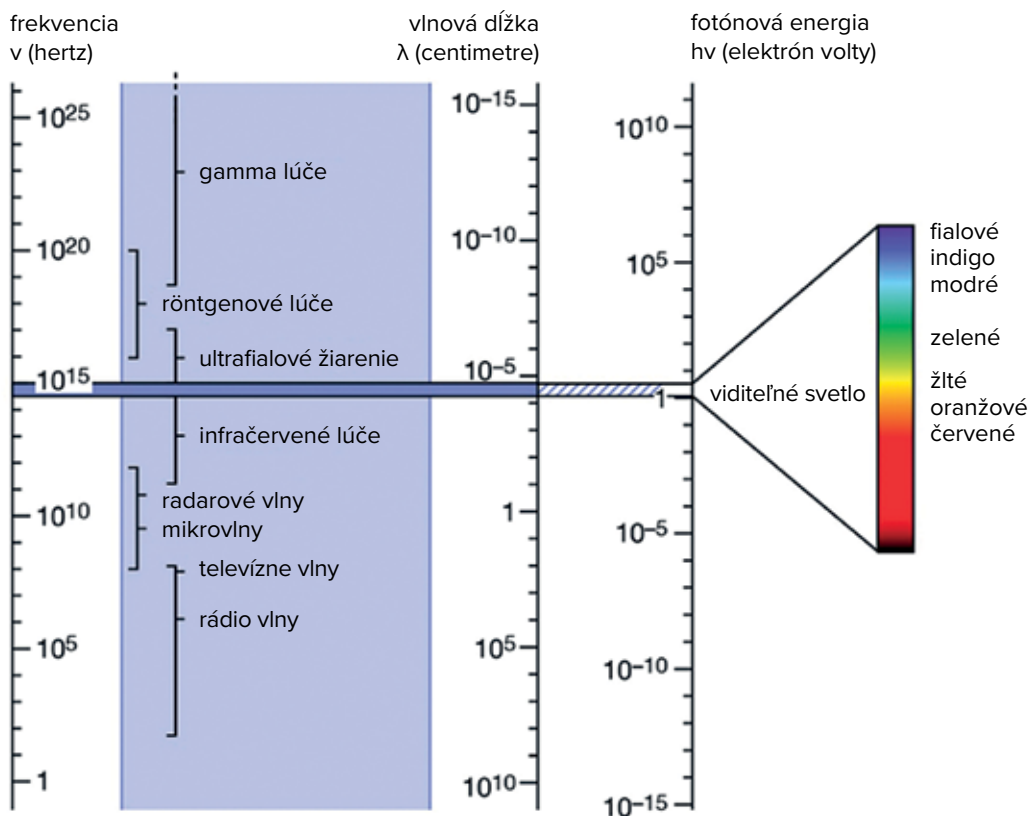 frekvencia
ν (hertz)
10²⁵
10²⁰
10¹⁵
10¹⁰
10⁵
1
gamma lúče
röntgenové lúče
ultrafialové žiarenie
infračervené lúče
radarové vlny
mikrovlny
televízne vlny
rádio vlny
vlnová dĺžka
λ (centimetre)
10⁻¹⁵
10⁻¹⁰
10⁻⁵
1
10⁵
10¹⁰
fotónová energia
hν (elektrón volty)
10¹⁰
10⁵
1
10⁻⁵
10⁻¹⁰
10⁻¹⁵
viditeľné svetlo
fialové
indigo
modré
zelené
žlté
oranžové
červené